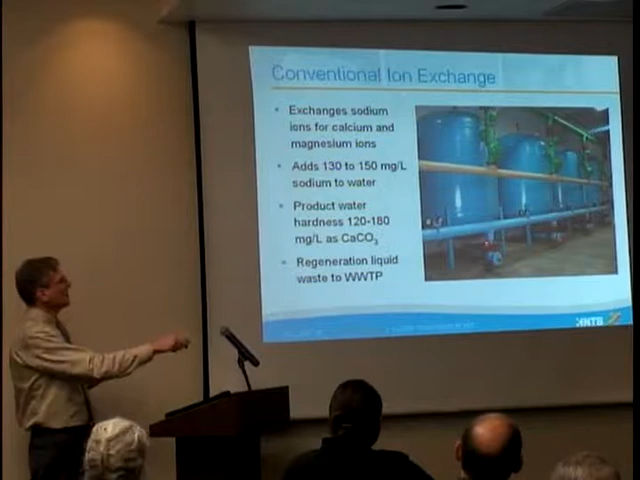 Conventional Ion Exchange
• Exchanges sodium
ions for calcium and
magnesium ions
• Adds 130 to 150 mg/L
sodium to water
• Product water
hardness 120-180
mg/L as CaCO3
• Regeneration liquid
waste to WWTP
HNTB